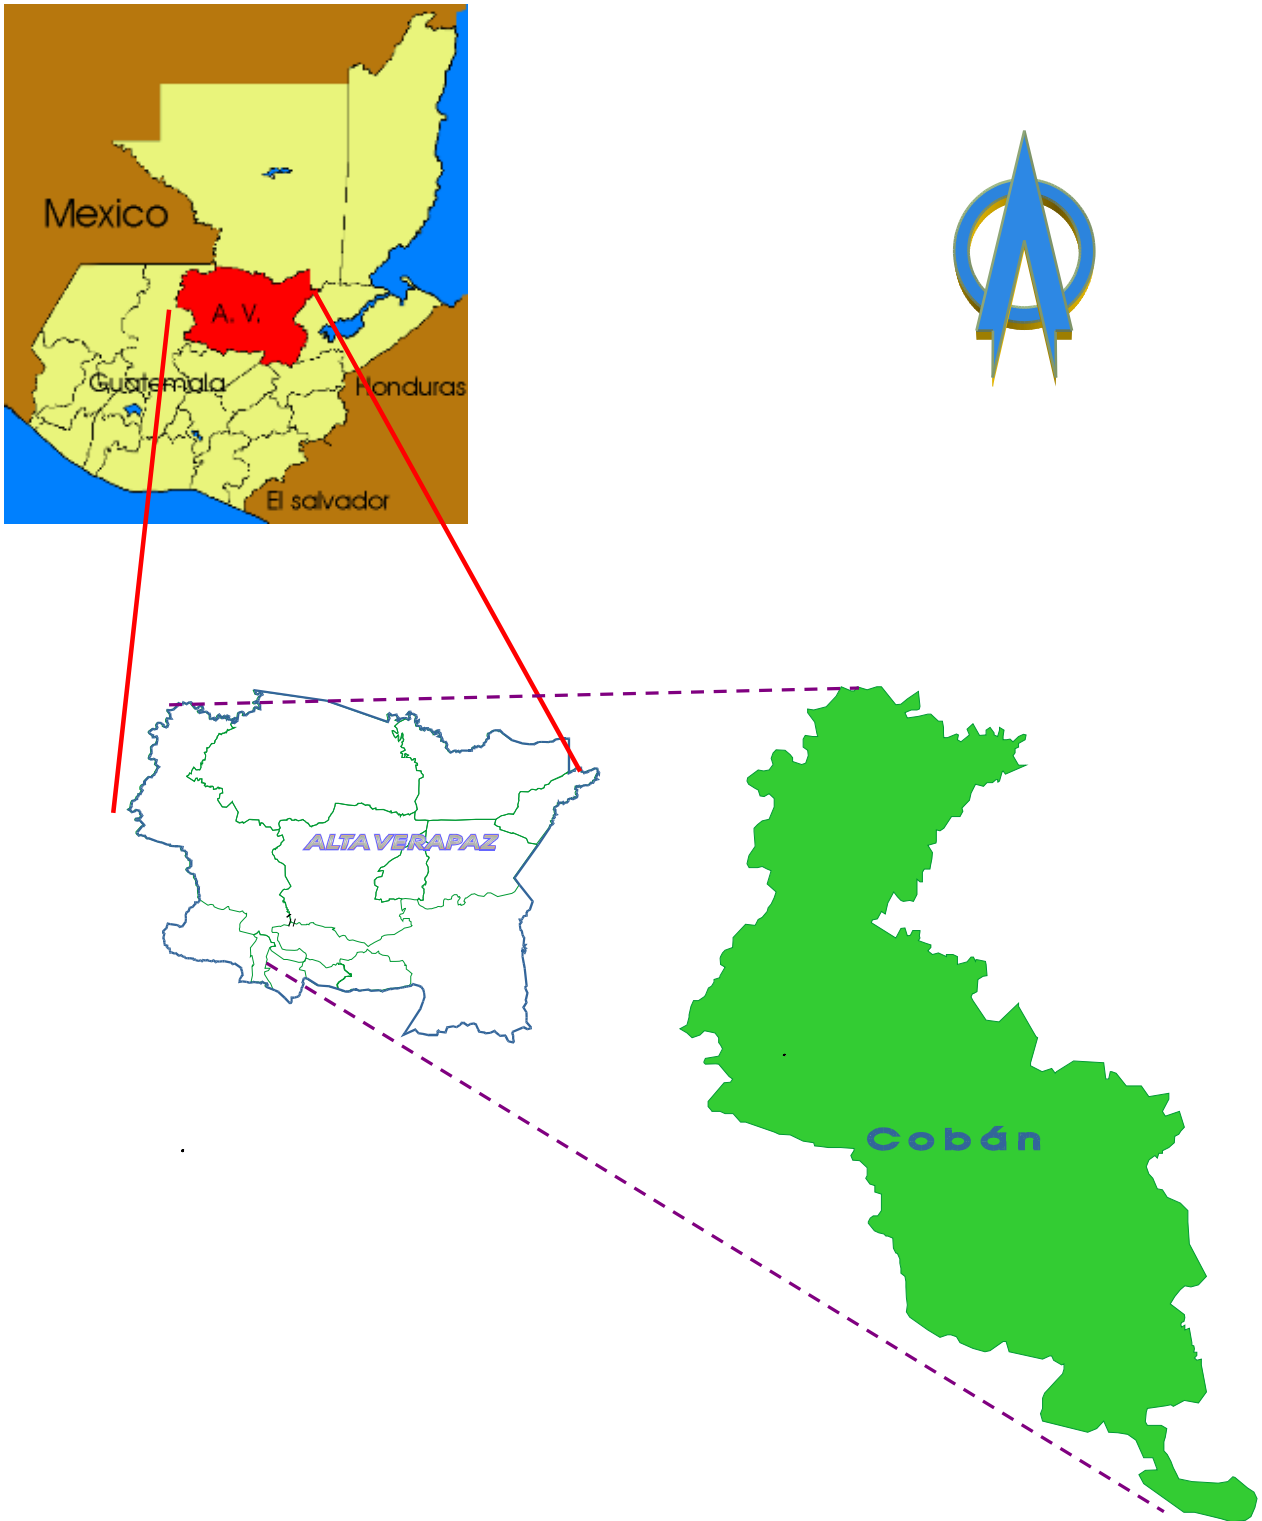 Mexico
A. V.
Guatemala
Honduras
El salvador
ALTA VERAPAZ
Cobán